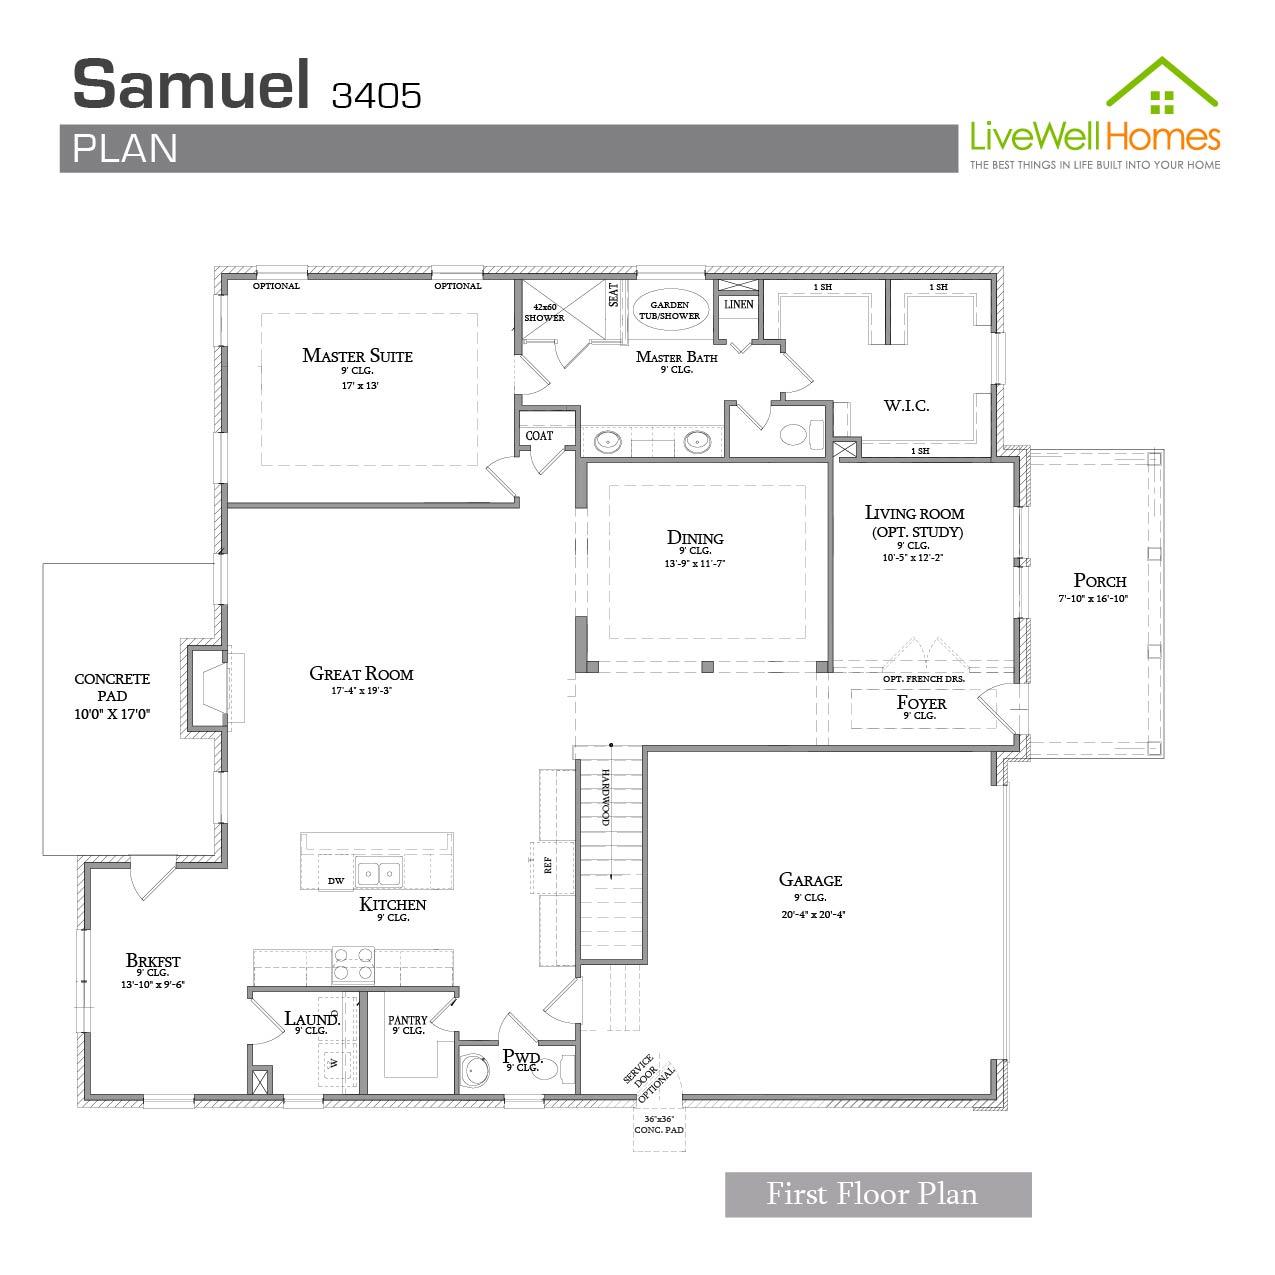 Samuel 3405
PLAN
LiveWell Homes
THE BEST THINGS IN LIFE BUILT INTO YOUR HOME
OPTIONAL
OPTIONAL
MASTER SUITE
9' CLG.
17' x 13'
42x60
SHOWER
SEAT
GARDEN
TUB/SHOWER
LINEN
MASTER BATH
9' CLG.
1 SH
1 SH
W.I.C.
1 SH
COAT
DINING
9' CLG.
13'-9" x 11'-7"
LIVING ROOM
(OPT. STUDY)
9' CLG.
10'-5" x 12'-2"
PORCH
7'-10" x 16'-10"
CONCRETE
PAD
10'0" X 17'0"
GREAT ROOM
17'-4" x 19'-3"
OPT. FRENCH DRS.
FOYER
9' CLG.
HARDWOOD
REF
DW
KITCHEN
9' CLG.
GARAGE
9' CLG.
20'-4" x 20'-4"
BRKFST
9' CLG.
13'-10" x 9'-6"
LAUND.
9' CLG.
D
W
PANTRY
9' CLG.
PWD.
9' CLG.
SERVICE
DOOR
OPTIONAL
36"x36"
CONC. PAD
First Floor Plan